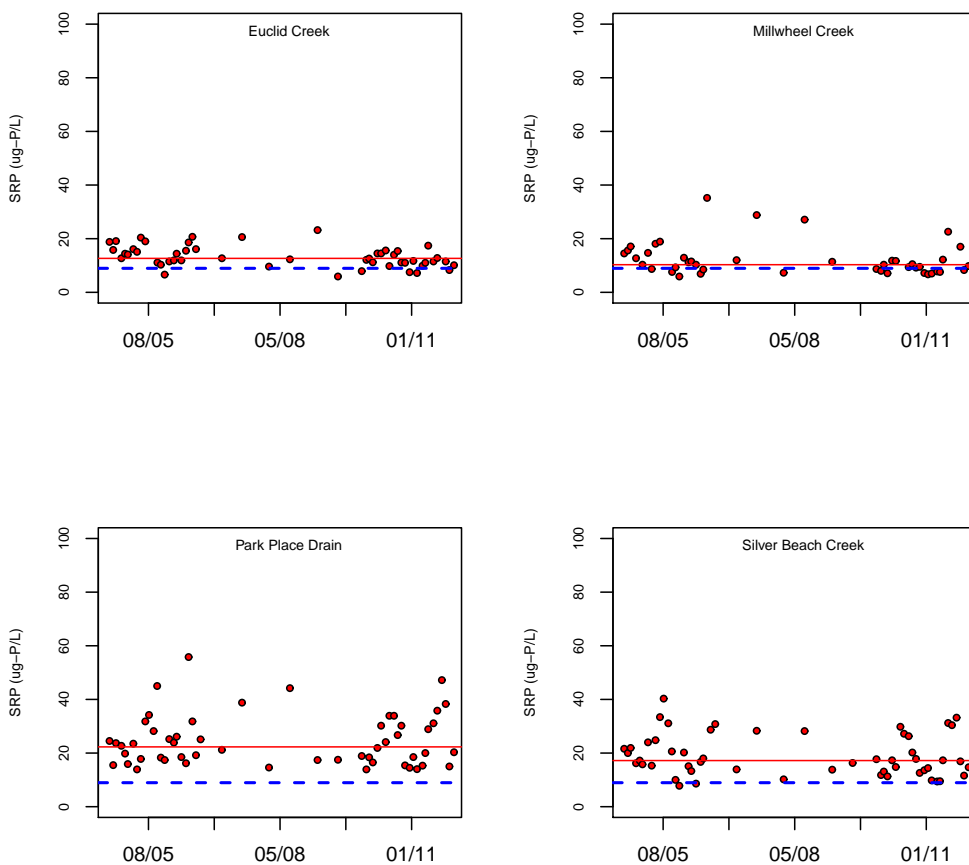 Euclid Creek
SRP (ug−P/L)
100
80
60
40
20
0
08/05 05/08 01/11
Millwheel Creek
SRP (ug−P/L)
100
80
60
40
20
0
08/05 05/08 01/11
Park Place Drain
SRP (ug−P/L)
100
80
60
40
20
0
08/05 05/08 01/11
Silver Beach Creek
SRP (ug−P/L)
100
80
60
40
20
0
08/05 05/08 01/11